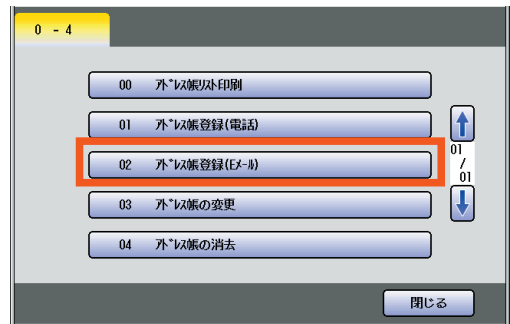 0 - 4
00 アドレス帳リスト印刷
01 アドレス帳登録(電話)
02 アドレス帳登録(Eメール)
03 アドレス帳の変更
04 アドレス帳の消去
01
/
01
閉じる